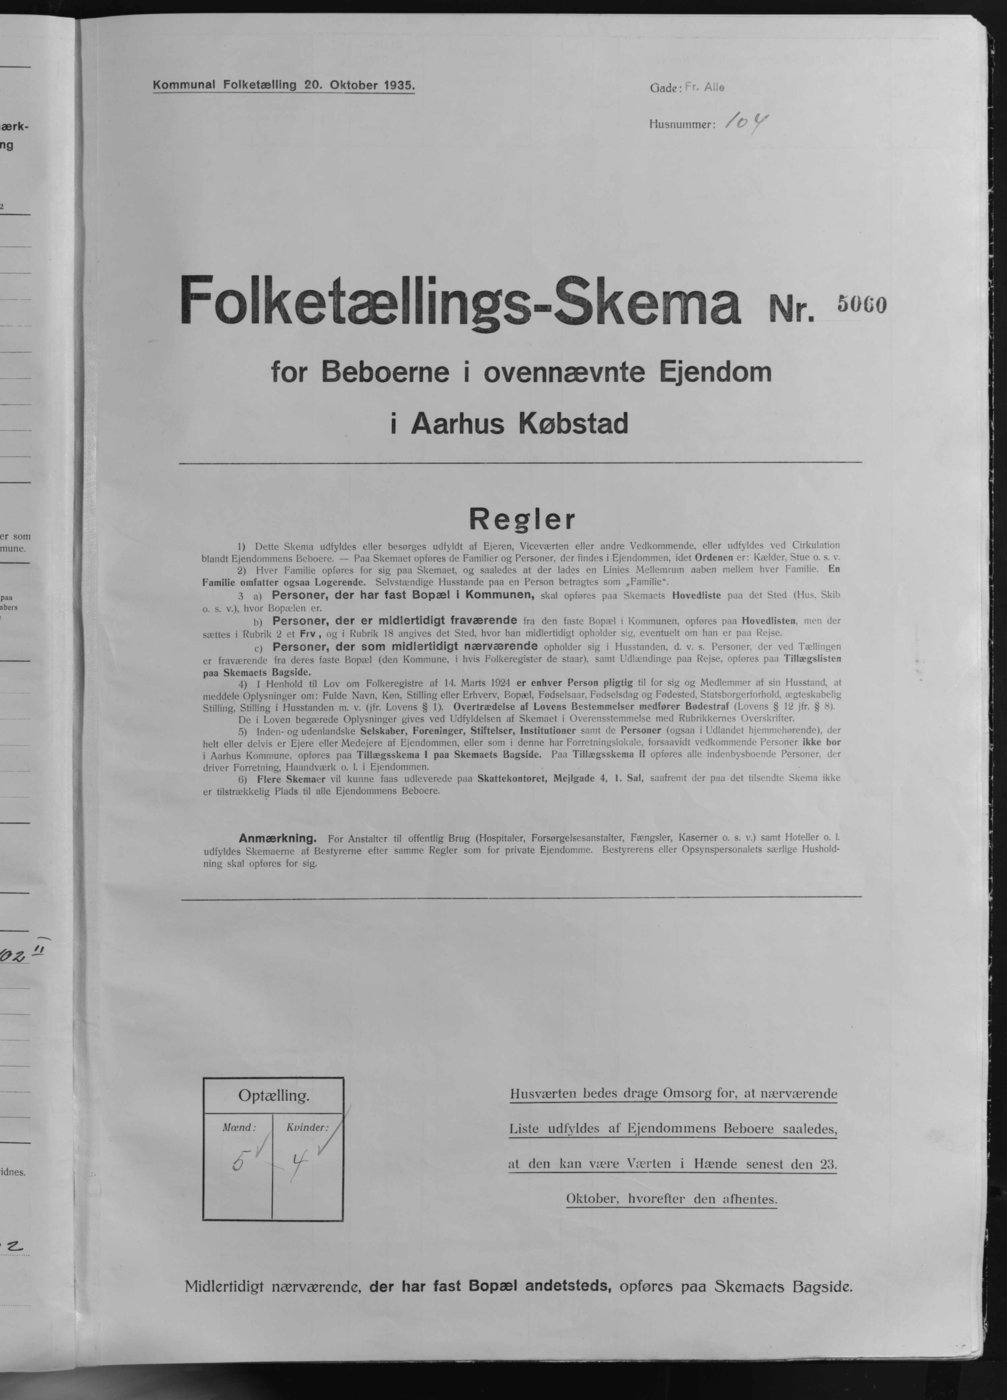 ærk-
ng
2
er som
mune.
paa
abers
02 II
idnes.
2
Kommunal Folketælling 20. Oktober 1935.
Gade: Fr. Alle
Husnummer: 104
Folketællings-Skema Nr. 5060
for Beboerne i ovennævnte Ejendom
i Aarhus Købstad
Regler
1) Dette Skema udfyldes eller besørges udfyldt af Ejeren, Viceværten eller andre Vedkommende, eller udfyldes ved Cirkulation
blandt Ejendommens Beboere. — Paa Skemaet opføres de Familier og Personer, der findes i Ejendommen, idet Ordenen er: Kælder, Stue o. s. v.
2) Hver Familie opføres for sig paa Skemaet, og saaledes at der lades en Linies Mellemrum aaben mellem hver Familie. En
Familie omfatter ogsaa Logerende. Selvstændige Husstande paa en Person betragtes som „Familie".
3 a) Personer, der har fast Bopæl i Kommunen, skal opføres paa Skemaets Hovedliste paa det Sted (Hus, Skib
o. s. v.), hvor Bopælen er.
b) Personer, der er midlertidigt fraværende fra den faste Bopæl i Kommunen, opføres paa Hovedlisten, men der
sættes i Rubrik 2 et Frv., og i Rubrik 18 angives det Sted, hvor han midlertidigt opholder sig, eventuelt om han er paa Rejse.
c) Personer, der som midlertidigt nærværende opholder sig i Husstanden, d. v. s. Personer, der ved Tællingen
er fraværende fra deres faste Bopæl (den Kommune, i hvis Folkeregister de staar), samt Udlændinge paa Rejse, opføres paa Tillægslisten
paa Skemaets Bagside.
4) I Henhold til Lov om Folkeregistre af 14. Marts 1924 er enhver Person pligtig til for sig og Medlemmer af sin Husstand, at
meddele Oplysninger om: Fulde Navn, Køn, Stilling eller Erhverv, Bopæl, Fødselsaar, Fødselsdag og Fødested, Statsborgerforhold, ægteskabelig
Stilling, Stilling i Husstanden m. v. (jfr. Lovens § 1). Overtrædelse af Lovens Bestemmelser medfører Bødestraf (Lovens § 12 jfr. § 8).
De i Loven begærede Oplysninger gives ved Udfyldelsen af Skemaet i Overensstemmelse med Rubrikkernes Overskrifter.
5) Inden- og udenlandske Selskaber, Foreninger, Stiftelser, Institutioner samt de Personer (ogsaa i Udlandet hjemmehørende), der
helt eller delvis er Ejere eller Medejere af Ejendommen, eller som i denne har Forretningslokale, forsaavidt vedkommende Personer ikke bor
i Aarhus Kommune, opføres paa Tillægsskema I paa Skemaets Bagside. Paa Tillægsskema II opføres alle indenbysboende Personer, der
driver Forretning, Haandværk o. l. i Ejendommen.
6) Flere Skemaer vil kunne faas udleverede paa Skattekontoret, Mejlgade 4, 1. Sal, saafremt der paa det tilsendte Skema ikke
er tilstrækkelig Plads til alle Ejendommens Beboere.
Anmærkning. For Anstalter til offentlig Brug (Hospitaler, Forsørgelsesanstalter, Fængsler, Kaserner o. s. v.) samt Hoteller o. l.
udfyldes Skemaerne af Bestyrerne efter samme Regler som for private Ejendomme. Bestyrerens eller Opsynspersonalets særlige Hushold-
ning skal opføres for sig.
Optælling.
Mænd: Kvinder:
5 4
Husværten bedes drage Omsorg for, at nærværende
Liste udfyldes af Ejendommens Beboere saaledes,
at den kan være Værten i Hænde senest den 23.
Oktober, hvorefter den afhentes.
Midlertidigt nærværende, der har fast Bopæl andetsteds, opføres paa Skemaets Bagside.